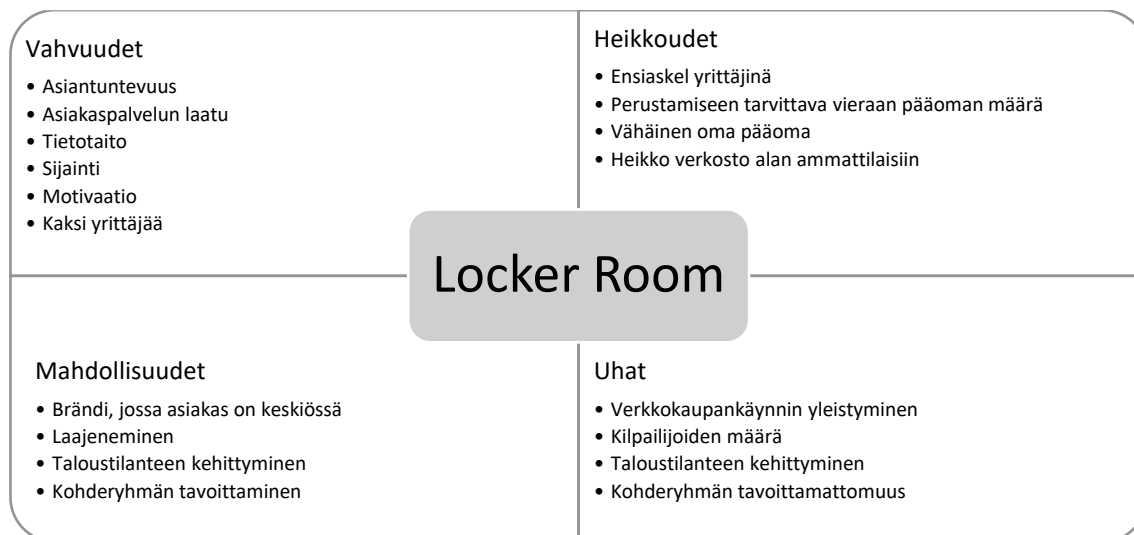 Vahvuudet
• Asiantuntevuus
• Asiakaspalvelun laatu
• Tietotaito
• Sijainti
• Motivaatio
• Kaksi yrittäjää
Heikkoudet
• Ensiaskel yrittäjinä
• Perustamiseen tarvittava vieraan pääoman määrä
• Vähäinen oma pääoma
• Heikko verkosto alan ammattilaisiin
Locker Room
Mahdollisuudet
• Brändi, jossa asiakas on keskiössä
• Laajeneminen
• Taloustilanteen kehittyminen
• Kohderyhmän tavoittaminen
Uhat
• Verkkokaupankäynnin yleistyminen
• Kilpailijoiden määrä
• Taloustilanteen kehittyminen
• Kohderyhmän tavoittamattomuus